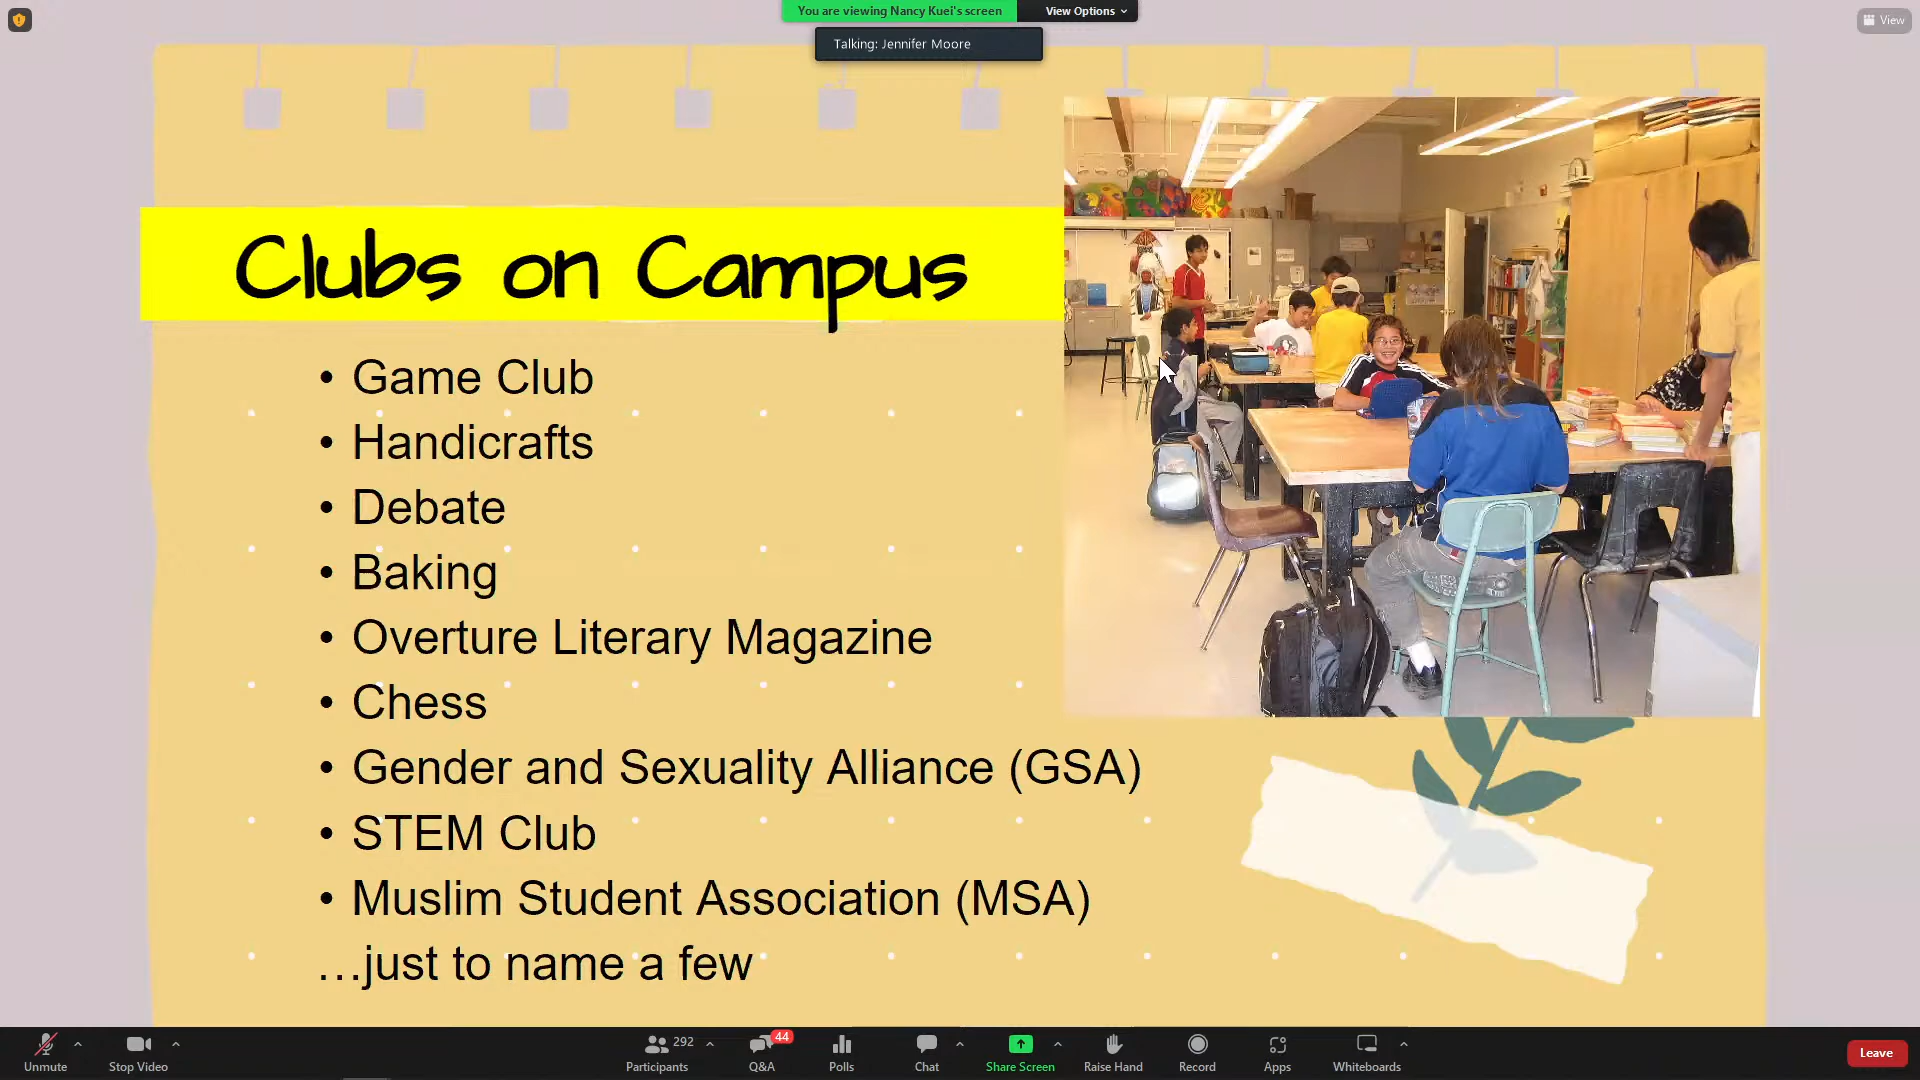 You are viewing Nancy Kuei's screen
View Options
View
Talking: Jennifer Moore
Clubs on Campus
• Game Club
• Handicrafts
• Debate
• Baking
• Overture Literary Magazine
• Chess
• Gender and Sexuality Alliance (GSA)
• STEM Club
• Muslim Student Association (MSA)
…just to name a few
Unmute
Stop Video
292
Participants
44
Q&A
Polls
Chat
Share Screen
Raise Hand
Record
Apps
Whiteboards
Leave